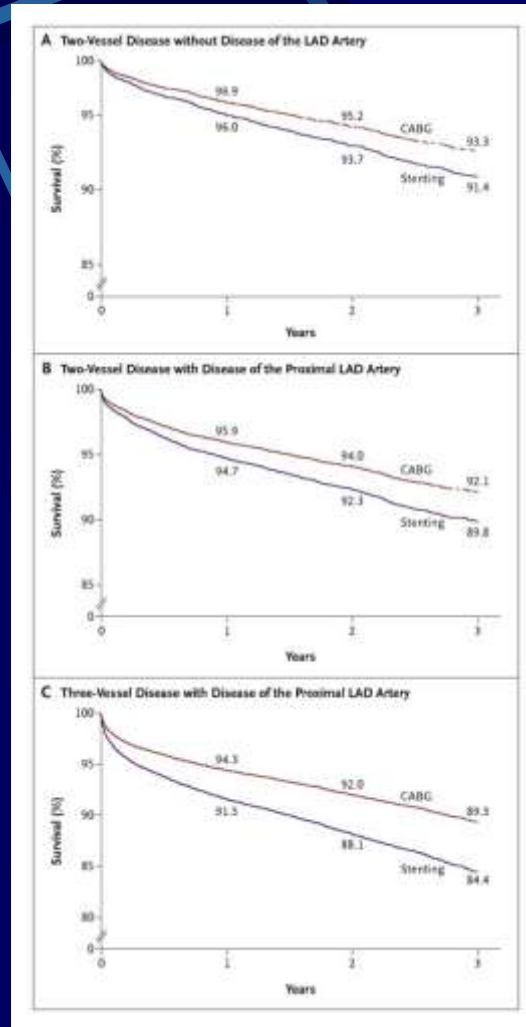 A Two-Vessel Disease without Disease of the LAD Artery
100
95
90
85
0
Survival (%)
96.9
96.0
95.2
93.7
CABG
93.3
Stenting
91.4
0 1 2 3
Years
B Two-Vessel Disease with Disease of the Proximal LAD Artery
100
95
90
85
0
Survival (%)
95.9
94.7
94.0
92.3
CABG
92.1
Stenting
89.8
0 1 2 3
Years
C Three-Vessel Disease with Disease of the Proximal LAD Artery
100
95
90
85
80
0
Survival (%)
94.3
91.5
92.0
88.1
CABG
89.3
Stenting
84.4
0 1 2 3
Years